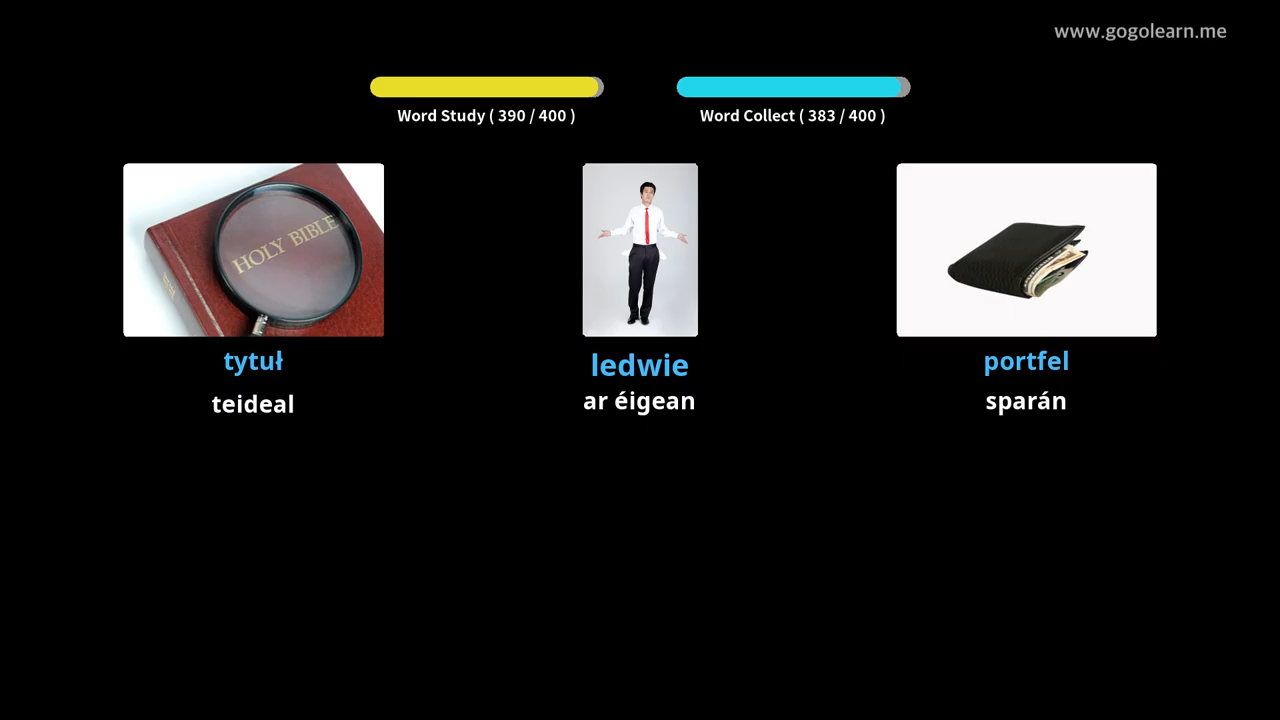 www.gogolearn.me
Word Study ( 390 / 400 )
Word Collect ( 383 / 400 )
HOLY BIBLE
tytuł
ledwie
portfel
teideal
ar éigean
sparán